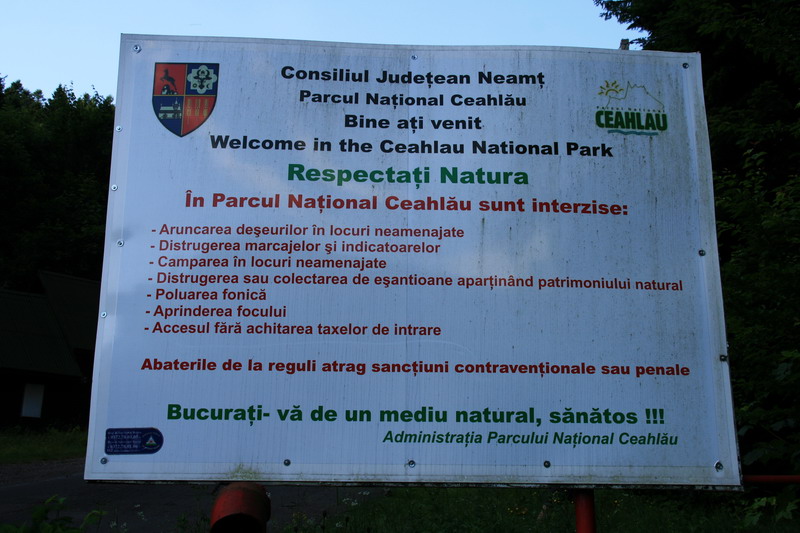 Consiliul Județean Neamț
Parcul Național Ceahlău
Bine ați venit
Welcome in the Ceahlau National Park
Parcul Național
CEAHLAU
Respectați Natura
În Parcul Național Ceahlău sunt interzise:
- Aruncarea deşeurilor în locuri neamenajate
- Distrugerea marcajelor şi indicatoarelor
- Camparea în locuri neamenajate
- Distrugerea sau colectarea de eşantioane aparținând patrimoniului natural
- Poluarea fonică
- Aprinderea focului
- Accesul fără achitarea taxelor de intrare
Abaterile de la reguli atrag sancțiuni contravenționale sau penale
Bucurați- vă de un mediu natural, sănătos !!!
Administrația Parcului Național Ceahlău